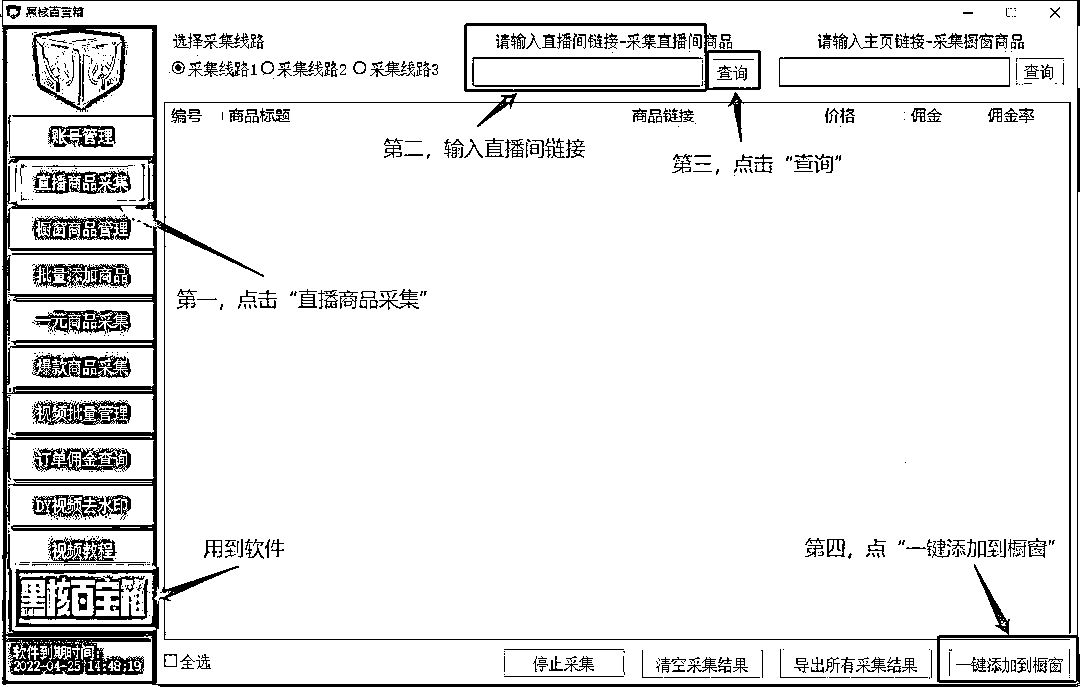 黑核百宝箱
选择采集线路
采集线路1 采集线路2 采集线路3
请输入直播间链接-采集直播间商品
查询
请输入主页链接-采集橱窗商品
查询
编号 商品标题 商品链接 价格 佣金 佣金率
账号管理
直播商品采集
橱窗商品管理
批量添加商品
一元商品采集
爆款商品采集
视频批量管理
订单佣金查询
DY视频去水印
视频教程
黑核百宝箱
软件到期时间:
2022-04-25 14:48:19
第二，输入直播间链接
第三，点击“查询”
第一，点击“直播商品采集”
用到软件
第四，点“一键添加到橱窗”
全选
停止采集
清空采集结果
导出所有采集结果
一键添加到橱窗